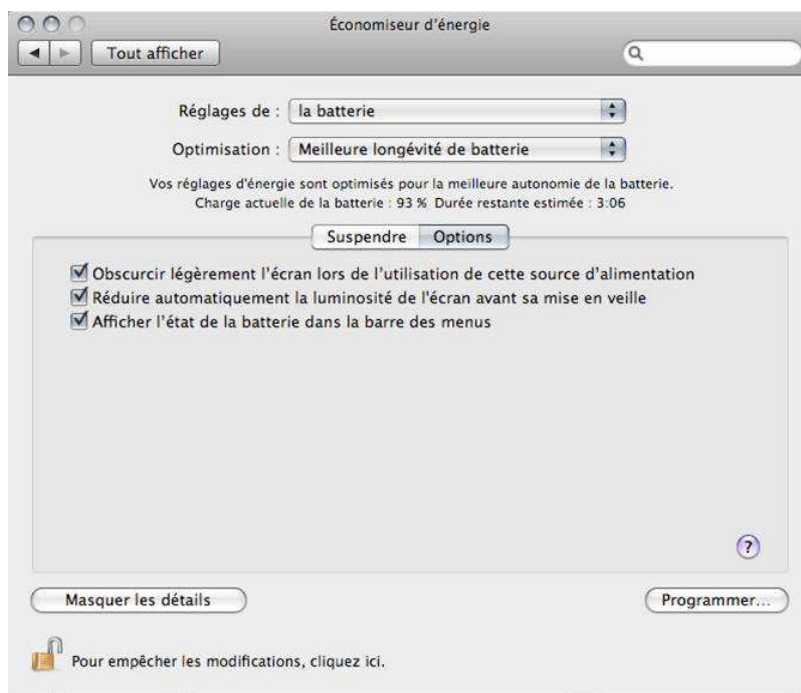 Économiseur d'énergie
Tout afficher
Réglages de : la batterie
Optimisation : Meilleure longévité de batterie
Vos réglages d'énergie sont optimisés pour la meilleure autonomie de la batterie.
Charge actuelle de la batterie : 93 % Durée restante estimée : 3:06
Suspendre Options
Obscurcir légèrement l'écran lors de l'utilisation de cette source d'alimentation
Réduire automatiquement la luminosité de l'écran avant sa mise en veille
Afficher l'état de la batterie dans la barre des menus
?
Masquer les détails Programmer...
Pour empêcher les modifications, cliquez ici.